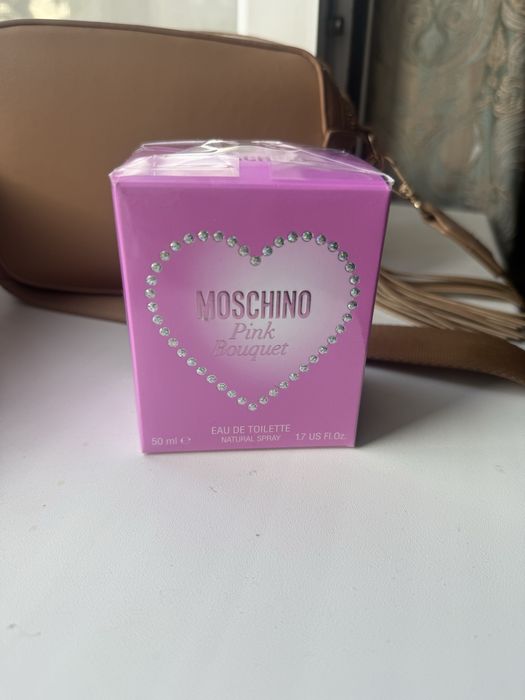 MOSCHINO
Pink
Bouquet
EAU DE TOILETTE
NATURAL SPRAY
50 ml ℮
1.7 US Fl.Oz.